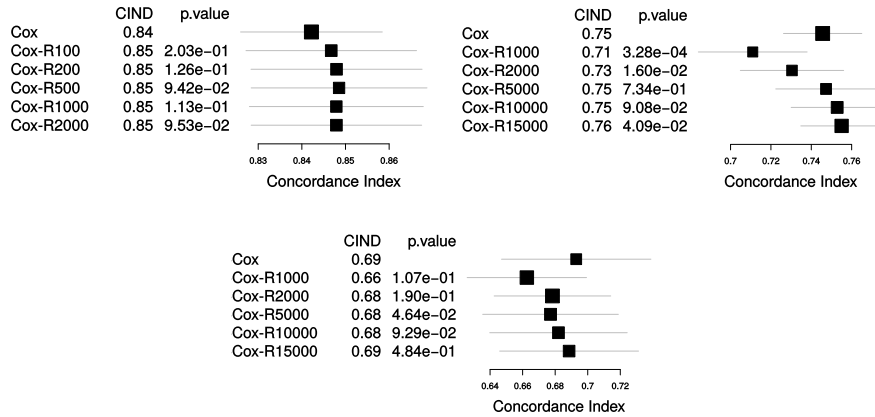 CIND p.value
Cox 0.84
Cox-R100 0.85 2.03e-01
Cox-R200 0.85 1.26e-01
Cox-R500 0.85 9.42e-02
Cox-R1000 0.85 1.13e-01
Cox-R2000 0.85 9.53e-02
0.83 0.84 0.85 0.86
Concordance Index
CIND p.value
Cox 0.75
Cox-R1000 0.71 3.28e-04
Cox-R2000 0.73 1.60e-02
Cox-R5000 0.75 7.34e-01
Cox-R10000 0.75 9.08e-02
Cox-R15000 0.76 4.09e-02
0.7 0.72 0.74 0.76
Concordance Index
CIND p.value
Cox 0.69
Cox-R1000 0.66 1.07e-01
Cox-R2000 0.68 1.90e-01
Cox-R5000 0.68 4.64e-02
Cox-R10000 0.68 9.29e-02
Cox-R15000 0.69 4.84e-01
0.64 0.66 0.68 0.7 0.72
Concordance Index